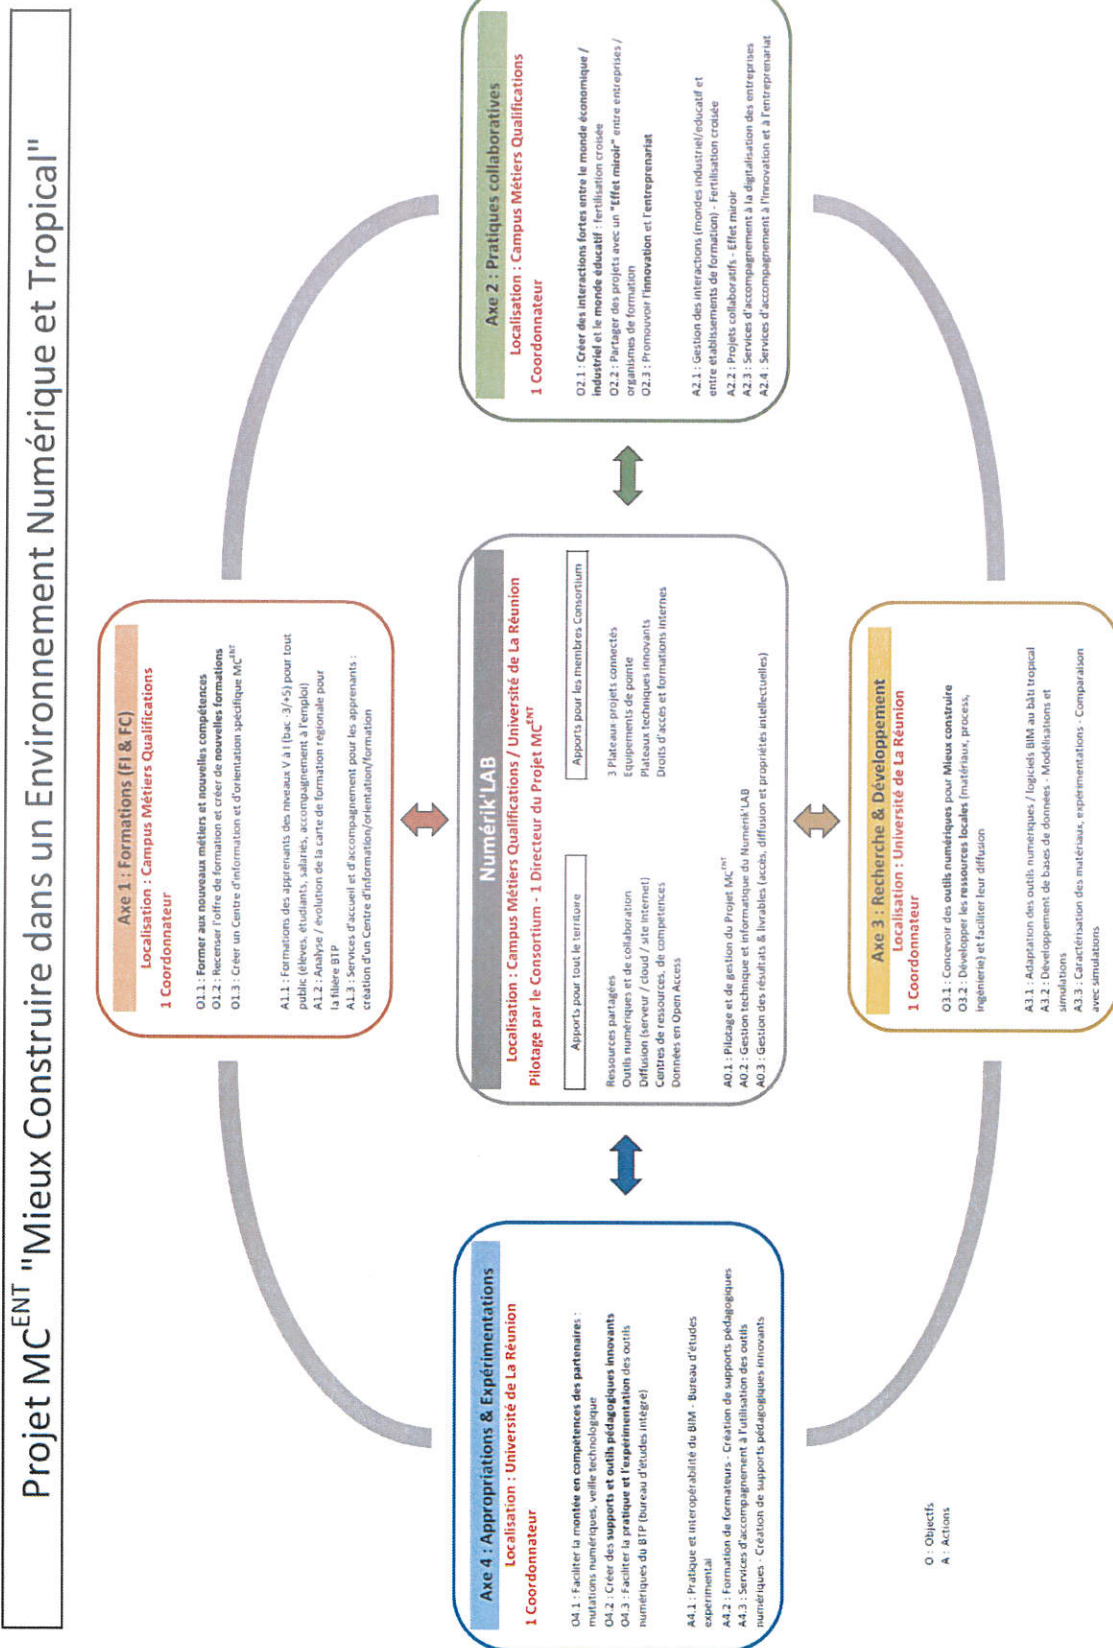 Projet MC^ENT "Mieux Construire dans un Environnement Numérique et Tropical"
Axe 1 : Formations (FI & FC)
Localisation : Campus Métiers Qualifications
1 Coordonnateur
O1.1 : Former aux nouveaux métiers et nouvelles compétences
O1.2 : Recenser l'offre de formation et créer de nouvelles formations
O1.3 : Créer un Centre d'information et d'orientation spécifique MC^ENT
A1.1 : Formations des apprenants des niveaux V à I (bac -3/+5) pour tout
public (élèves, étudiants, salariés, accompagnement à l'emploi)
A1.2 : Analyse / évolution de la carte de formation régionale pour
la filière BTP
A1.3 : Services d'accueil et d'accompagnement pour les apprenants :
création d'un Centre d'information/orientation/formation
Axe 4 : Appropriations & Expérimentations
Localisation : Université de La Réunion
1 Coordonnateur
O4.1 : Faciliter la montée en compétences des partenaires :
mutations numériques, veille technologique
O4.2 : Créer des supports et outils pédagogiques innovants
O4.3 : Faciliter la pratique et l'expérimentation des outils
numériques du BTP (bureau d'études intégré)
A4.1 : Pratique et interopérabilité du BIM - Bureau d'études
expérimental
A4.2 : Formation de formateurs - Création de supports pédagogiques
A4.3 : Services d'accompagnement à l'utilisation des outils
numériques - Création de supports pédagogiques innovants
Numérik'LAB
Localisation : Campus Métiers Qualifications / Université de La Réunion
Pilotage par le Consortium - 1 Directeur du Projet MC^ENT
Apports pour tout le territoire
Ressources partagées
Outils numériques et de collaboration
Diffusion (serveur / cloud / site internet)
Centres de ressources, de compétences
Données en Open Access
Apports pour les membres Consortium
3 Plateaux-projets connectés
Equipements de pointe
Plateaux techniques innovants
Droits d'accès et formations internes
A0.1 : Pilotage et de gestion du Projet MC^ENT
A0.2 : Gestion technique et informatique du Numérik'LAB
A0.3 : Gestion des résultats & livrables (accès, diffusion et propriétés intellectuelles)
Axe 2 : Pratiques collaboratives
Localisation : Campus Métiers Qualifications
1 Coordonnateur
O2.1 : Créer des interactions fortes entre le monde économique /
industriel et le monde éducatif : fertilisation croisée
O2.2 : Partager des projets avec un "Effet miroir" entre entreprises /
organismes de formation
O2.3 : Promouvoir l'innovation et l'entreprenariat
A2.1 : Gestion des interactions (mondes industriel/educatif et
entre établissements de formation) - Fertilisation croisée
A2.2 : Projets collaboratifs - Effet miroir
A2.3 : Services d'accompagnement à la digitalisation des entreprises
A2.4 : Services d'accompagnement à l'innovation et à l'entreprenariat
Axe 3 : Recherche & Développement
Localisation : Université de La Réunion
1 Coordonnateur
O3.1 : Concevoir des outils numériques pour Mieux construire
O3.2 : Développer les ressources locales (matériaux, process,
ingénierie) et faciliter leur diffusion
A3.1 : Adaptation des outils numériques / logiciels BIM au bâti tropical
A3.2 : Développement de bases de données - Modélisations et
simulations
A3.3 : Caractérisation des matériaux, expérimentations - Comparaison
avec simulations
O : Objectifs
A : Actions